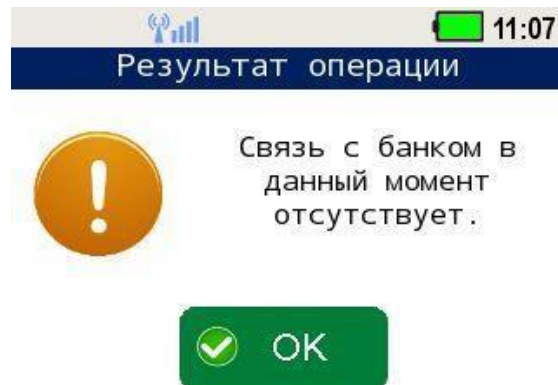 11:07
Результат операции
Связь с банком в
данный момент
отсутствует.
OK